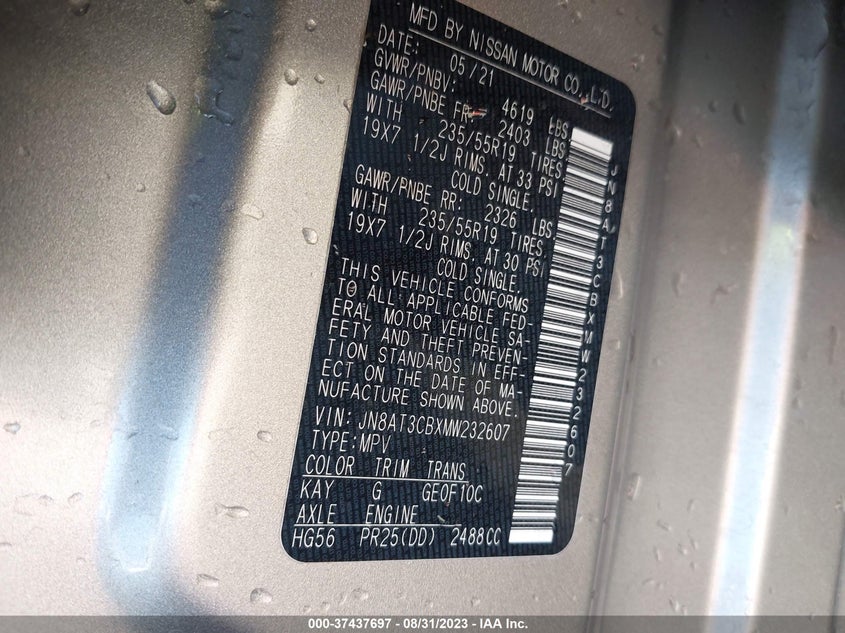 MFD BY NISSAN MOTOR CO., LTD.
DATE: 05/21
GVWR/PNBV: 4619 LBS
GAWR/PNBE FR: 2403 LBS
WITH 235/55R19 TIRES.
19X7 1/2J RIMS. AT 33 PSI
COLD SINGLE.
GAWR/PNBE RR: 2326 LBS
WITH 235/55R19 TIRES.
19X7 1/2J RIMS. AT 30 PSI
COLD SINGLE.
THIS VEHICLE CONFORMS
TO ALL APPLICABLE FED-
ERAL MOTOR VEHICLE SA-
FETY AND THEFT PREVEN-
TION STANDARDS IN EFF-
ECT ON THE DATE OF MA-
NUFACTURE SHOWN ABOVE.
VIN: JN8AT3CBXMW232607
TYPE:MPV
COLOR TRIM TRANS
KAY G GE0F10C
AXLE ENGINE
HG56 PR25(DD) 2488CC
JN8AT3CBXMW232607
000-37437697 - 08/31/2023 - IAA Inc.